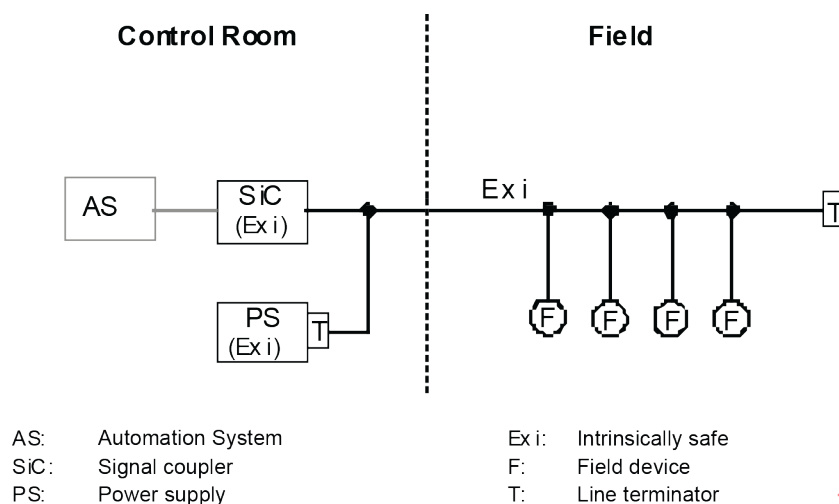 Control Room
Field
Ex i
AS
SiC
(Ex i)
T
F
F
F
F
PS
(Ex i)
T
AS: Automation System
SiC: Signal coupler
PS: Power supply
Ex i: Intrinsically safe
F: Field device
T: Line terminator